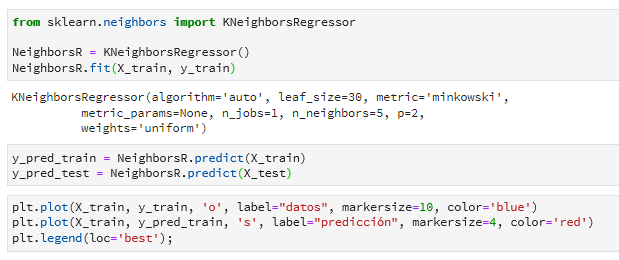 from sklearn.neighbors import KNeighborsRegressor
NeighborsR = KNeighborsRegressor()
NeighborsR.fit(X_train, y_train)
KNeighborsRegressor(algorithm='auto', leaf_size=30, metric='minkowski',
metric_params=None, n_jobs=1, n_neighbors=5, p=2,
weights='uniform')
y_pred_train = NeighborsR.predict(X_train)
y_pred_test = NeighborsR.predict(X_test)
plt.plot(X_train, y_train, 'o', label="datos", markersize=10, color='blue')
plt.plot(X_train, y_pred_train, 's', label="predicción", markersize=4, color='red')
plt.legend(loc='best');